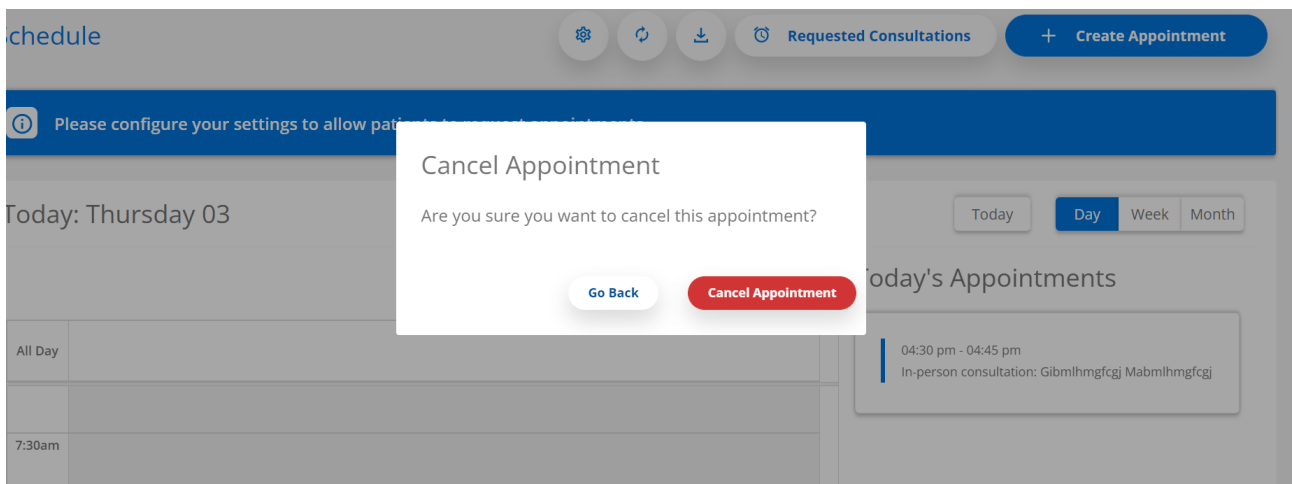 chedule
Requested Consultations
+ Create Appointment
Please configure your settings to allow
Cancel Appointment
Are you sure you want to cancel this appointment?
Go Back
Cancel Appointment
Today: Thursday 03
Today
Day
Week
Month
oday's Appointments
04:30 pm - 04:45 pm
In-person consultation: Gibmlhmgfcgj Mabmlhmgfcgj
All Day
7:30am